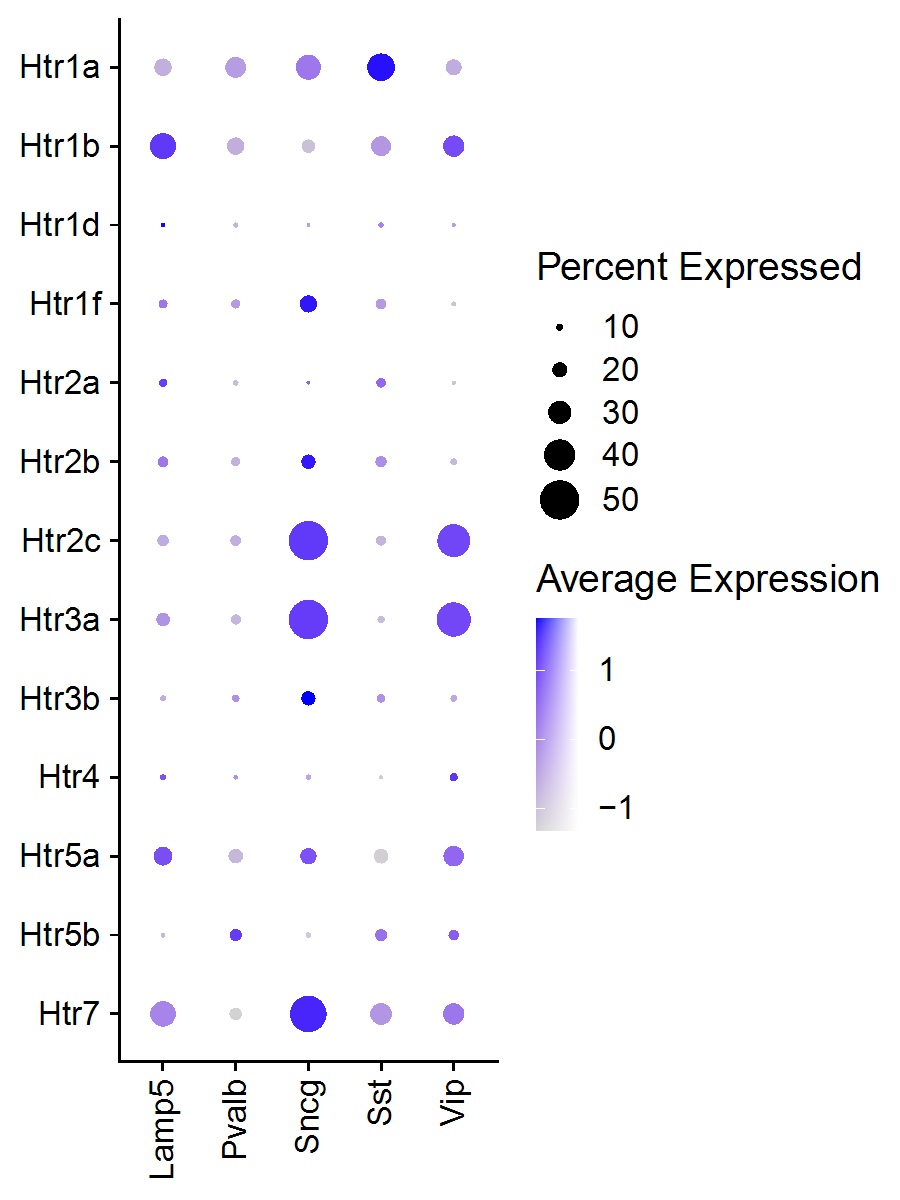 Htr1a
Htr1b
Htr1d
Htr1f
Htr2a
Htr2b
Htr2c
Htr3a
Htr3b
Htr4
Htr5a
Htr5b
Htr7
Lamp5
Pvalb
Sncg
Sst
Vip
Percent Expressed
10
20
30
40
50
Average Expression
1
0
−1